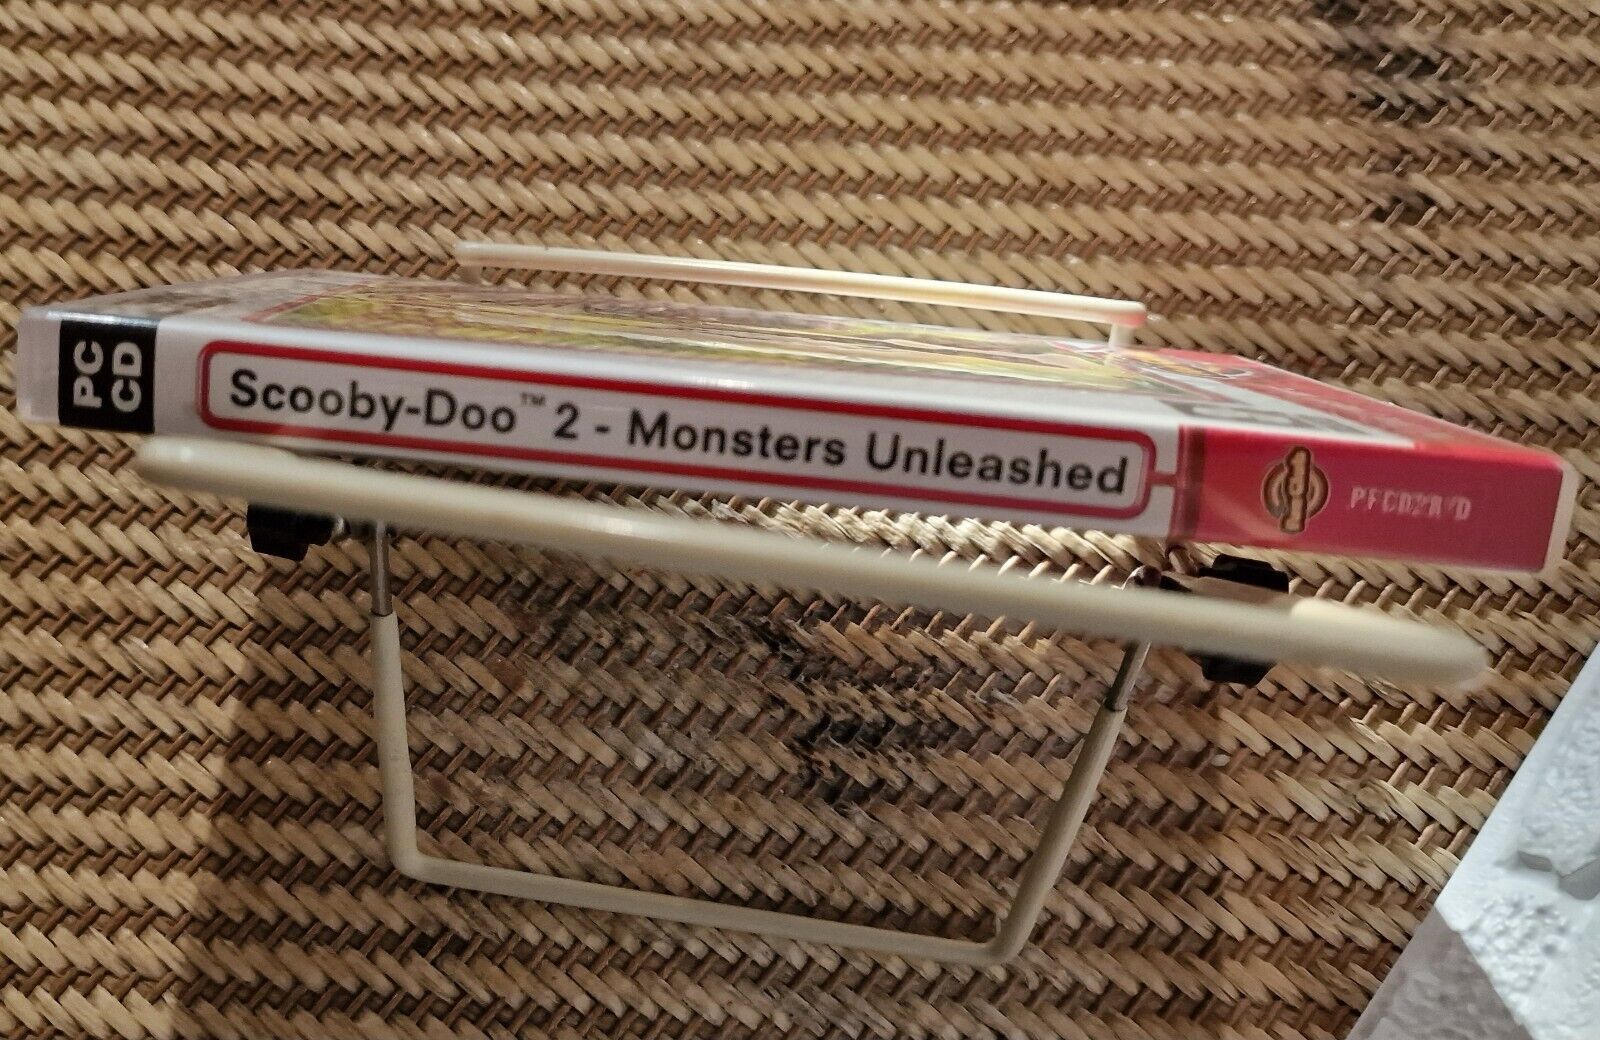 PC
CD
Scooby-Doo™ 2 - Monsters Unleashed